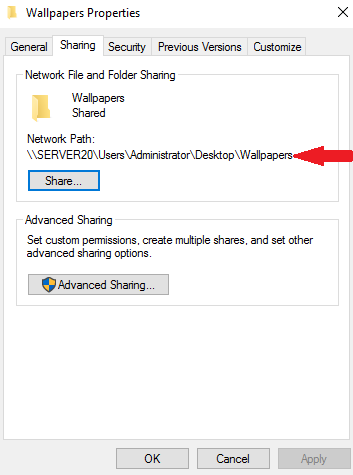 Wallpapers Properties
General
Sharing
Security
Previous Versions
Customize
Network File and Folder Sharing
Wallpapers
Shared
Network Path:
\\SERVER20\Users\Administrator\Desktop\Wallpapers
Share...
Advanced Sharing
Set custom permissions, create multiple shares, and set other
advanced sharing options.
Advanced Sharing...
OK
Cancel
Apply